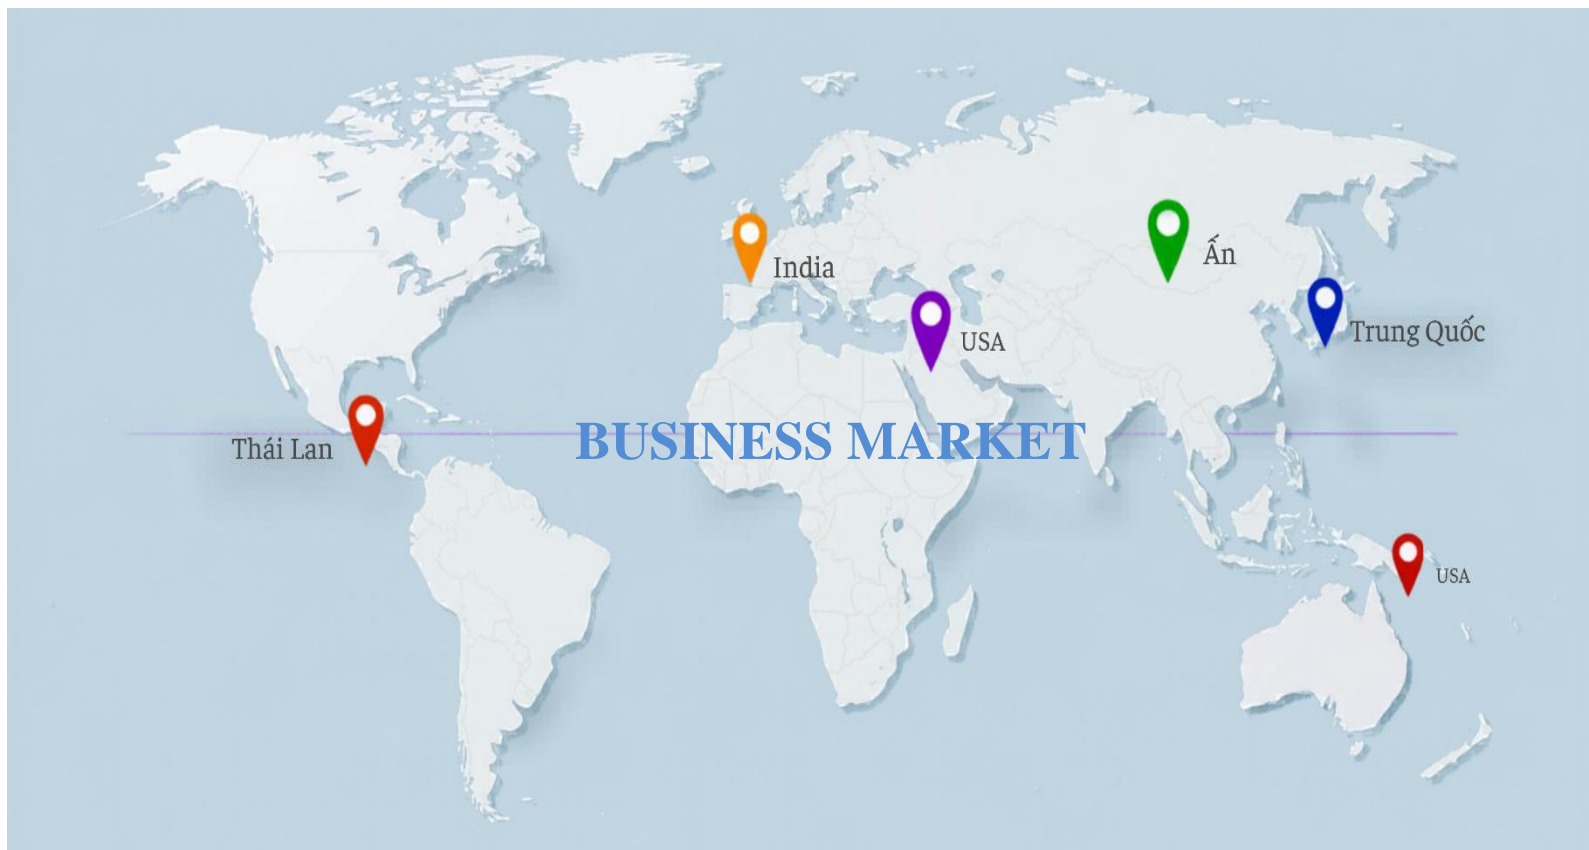 Ấn
India
Trung Quốc
USA
BUSINESS MARKET
Thái Lan
USA